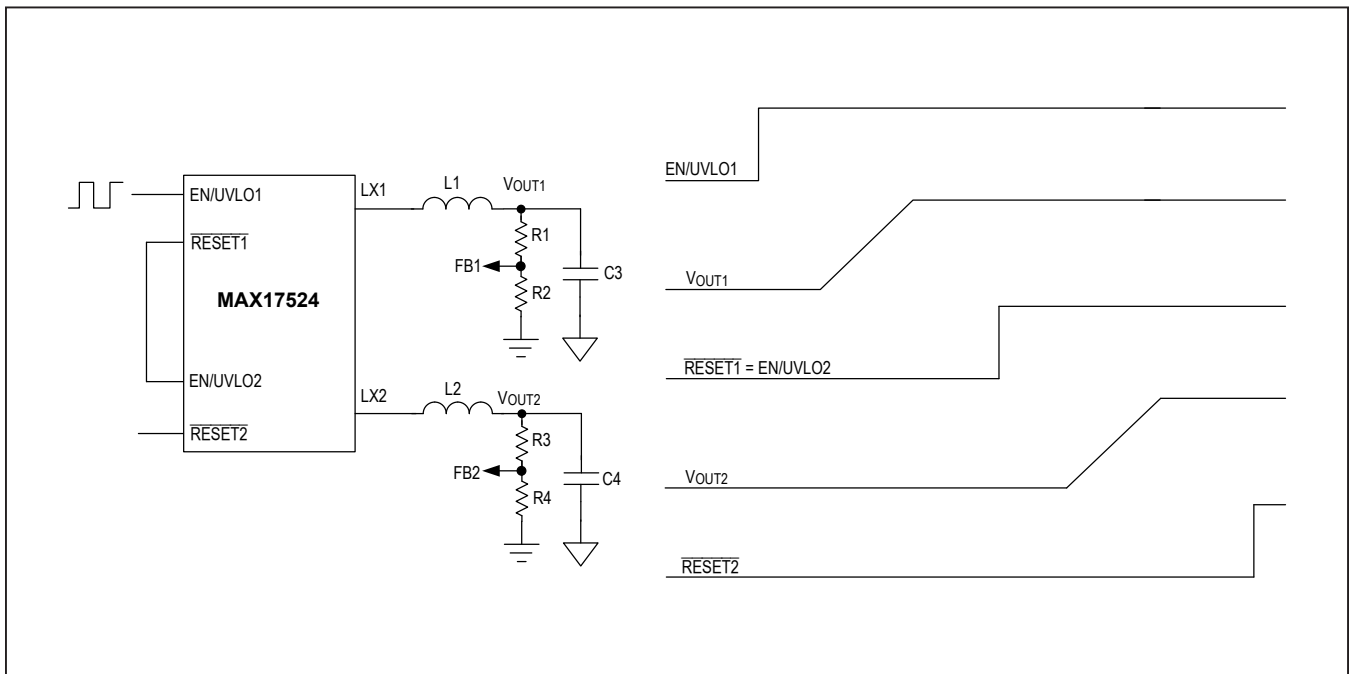 EN/UVLO1
RESET1
MAX17524
EN/UVLO2
RESET2
LX1
L1
VOUT1
R1
FB1
R2
C3
LX2
L2
VOUT2
R3
FB2
R4
C4
EN/UVLO1
VOUT1
RESET1 = EN/UVLO2
VOUT2
RESET2